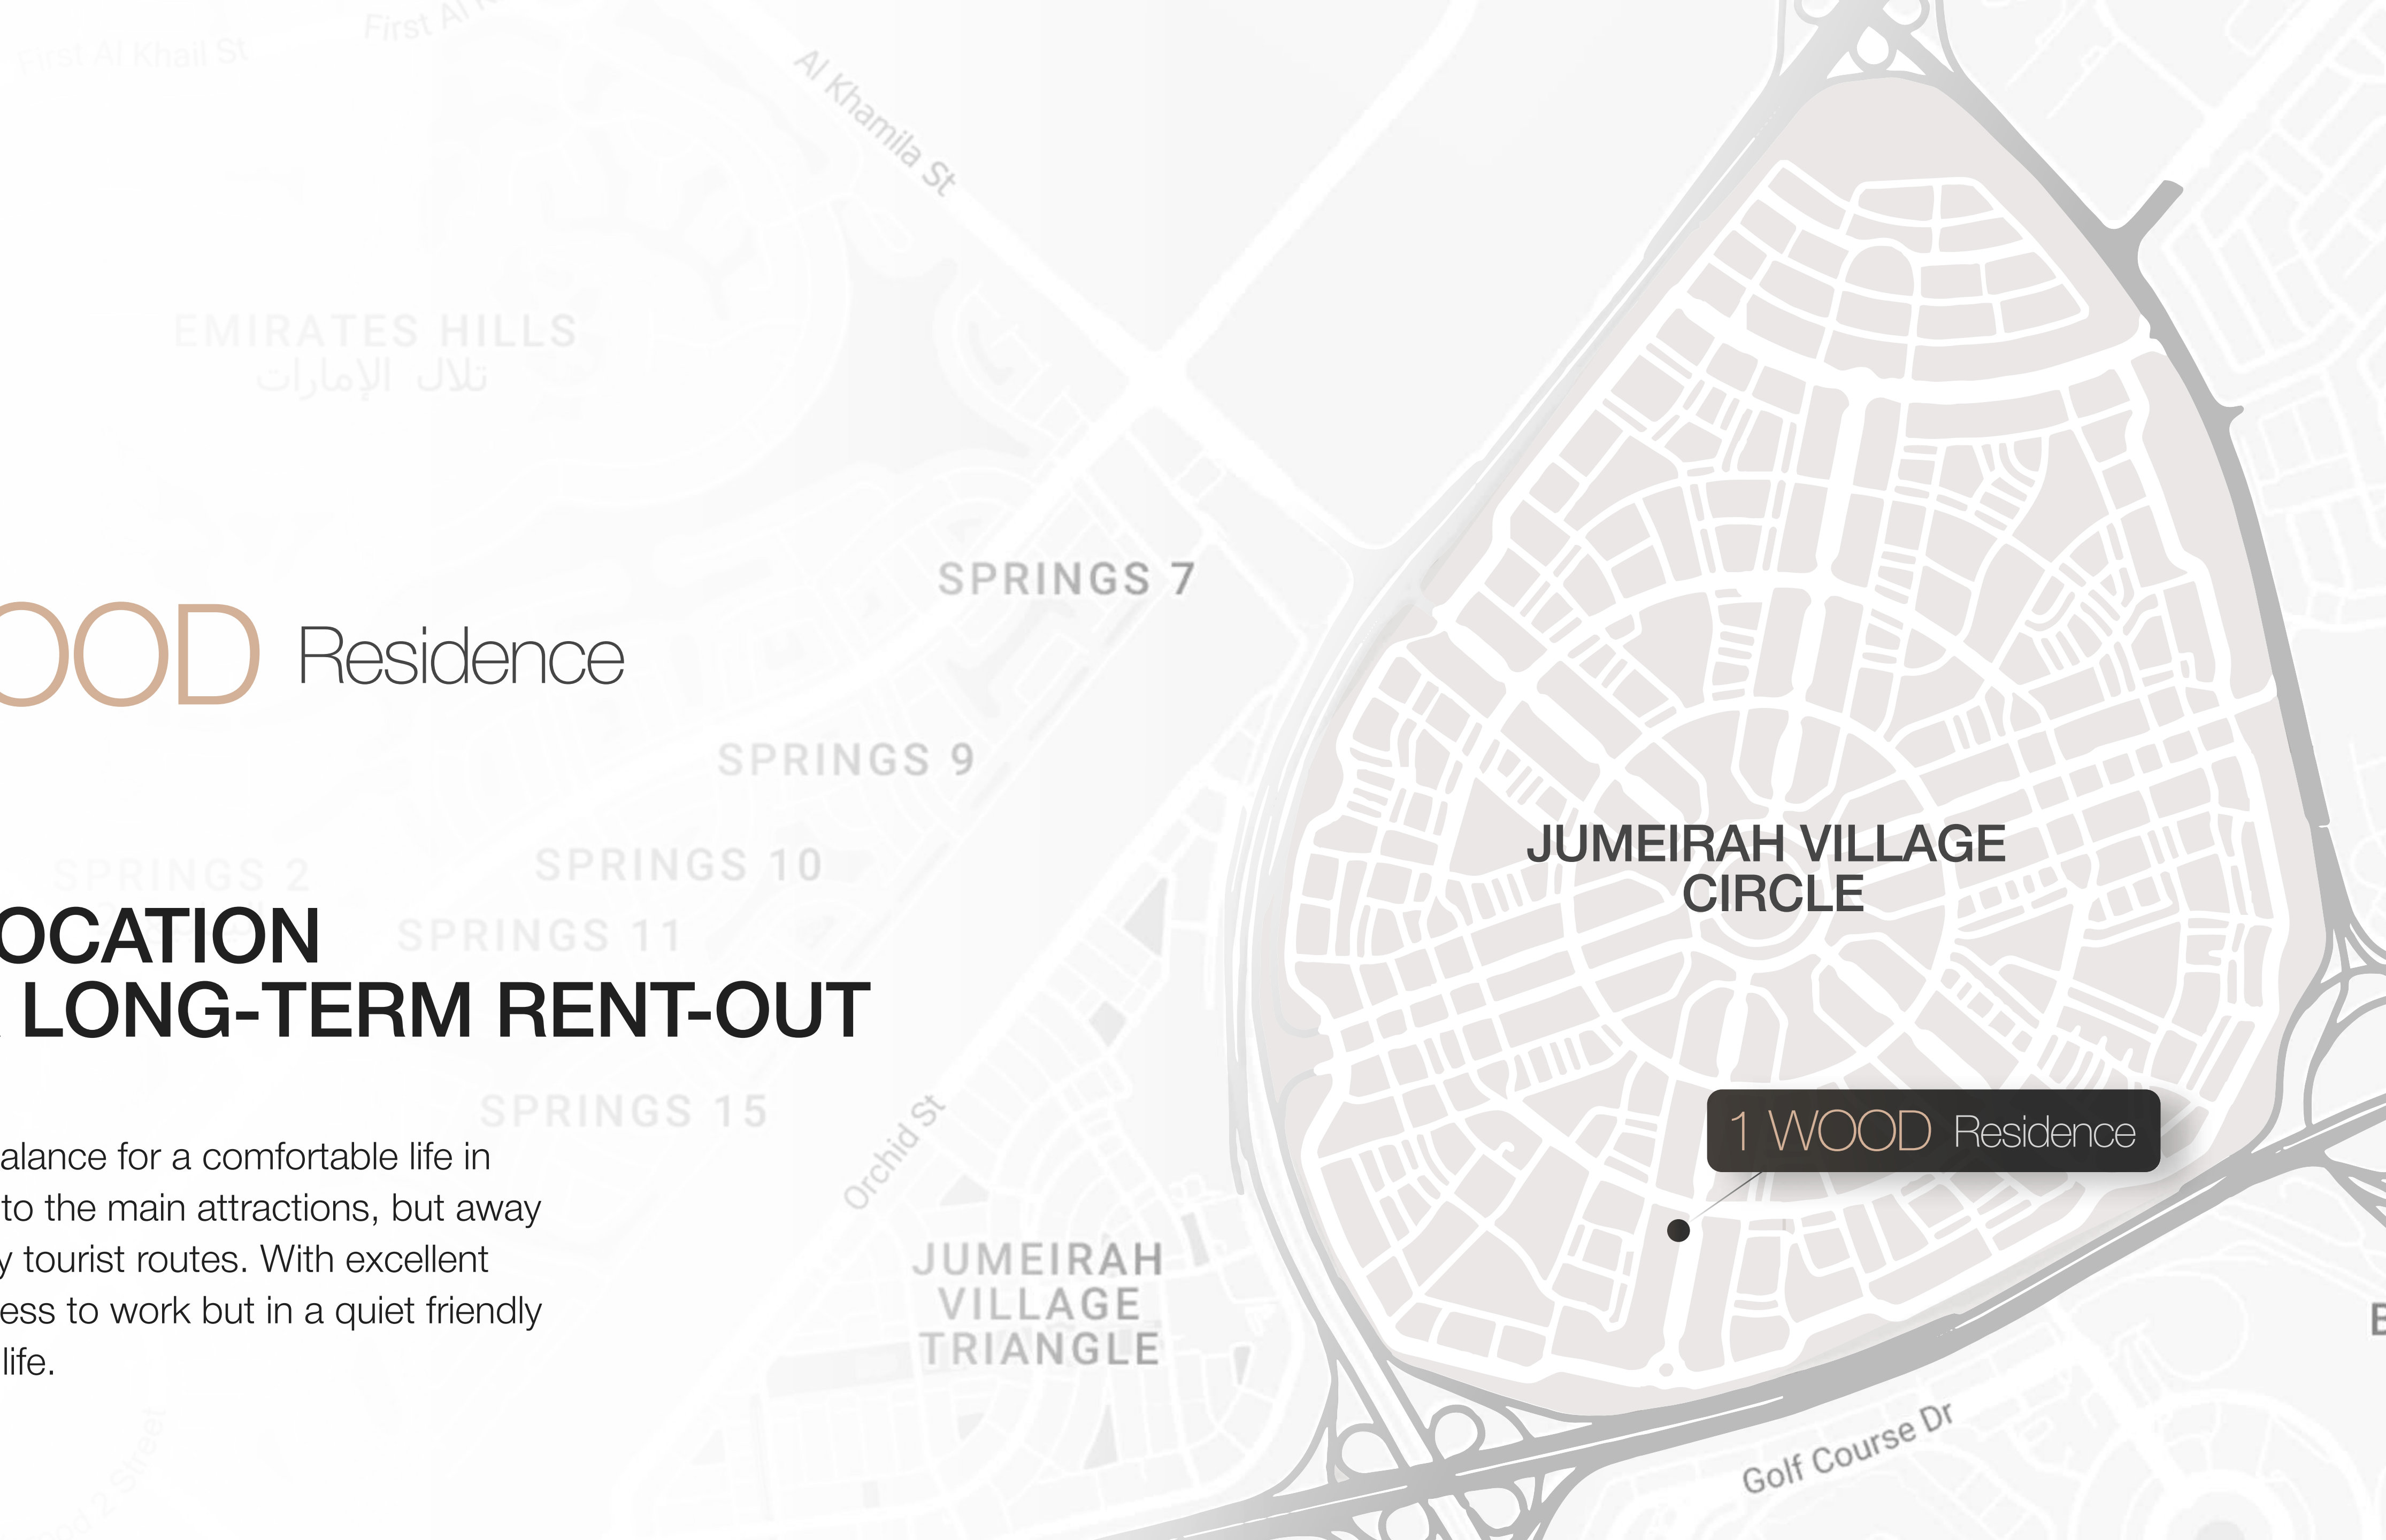 First Al Khail St
First Al
Al Khamila St
EMIRATES HILLS
تلال الإمارات
SPRINGS 7
OOD Residence
SPRINGS 9
SPRINGS 10
SPRINGS 2
SPRINGS 11
OCATION
LONG-TERM RENT-OUT
SPRINGS 15
alance for a comfortable life in
to the main attractions, but away
y tourist routes. With excellent
ess to work but in a quiet friendly
life.
Orchid St
JUMEIRAH
VILLAGE
TRIANGLE
JUMEIRAH VILLAGE
CIRCLE
1 WOOD Residence
Golf Course Dr
2 Street